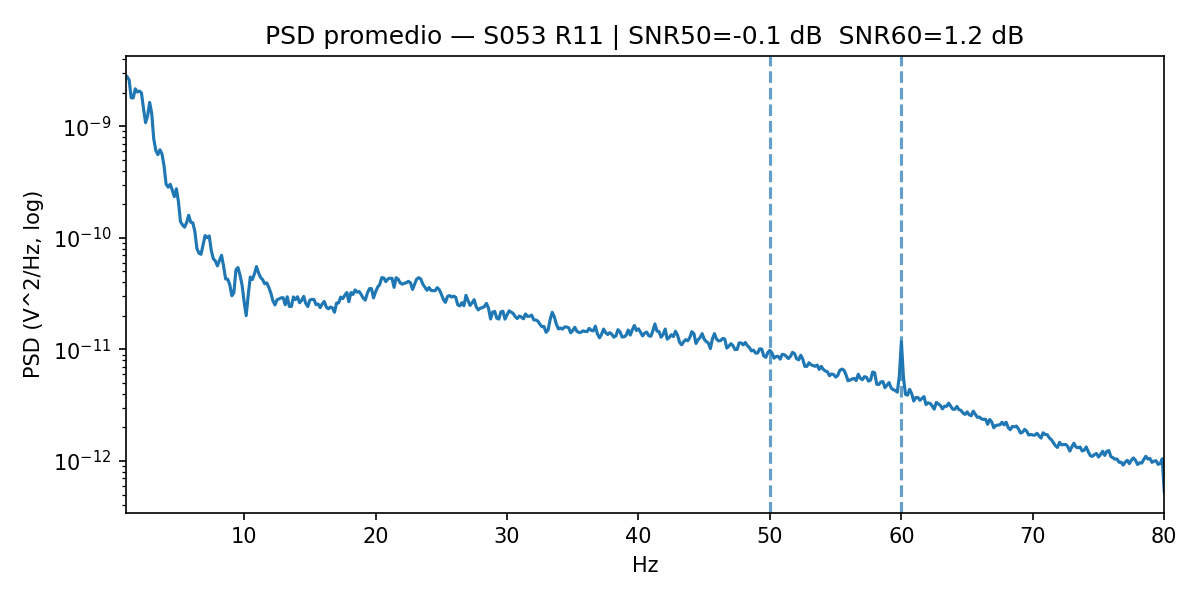 PSD promedio — S053 R11 | SNR50=-0.1 dB  SNR60=1.2 dB
PSD (V^2/Hz, log)
10⁻⁹
10⁻¹⁰
10⁻¹¹
10⁻¹²
10 20 30 40 50 60 70 80
Hz